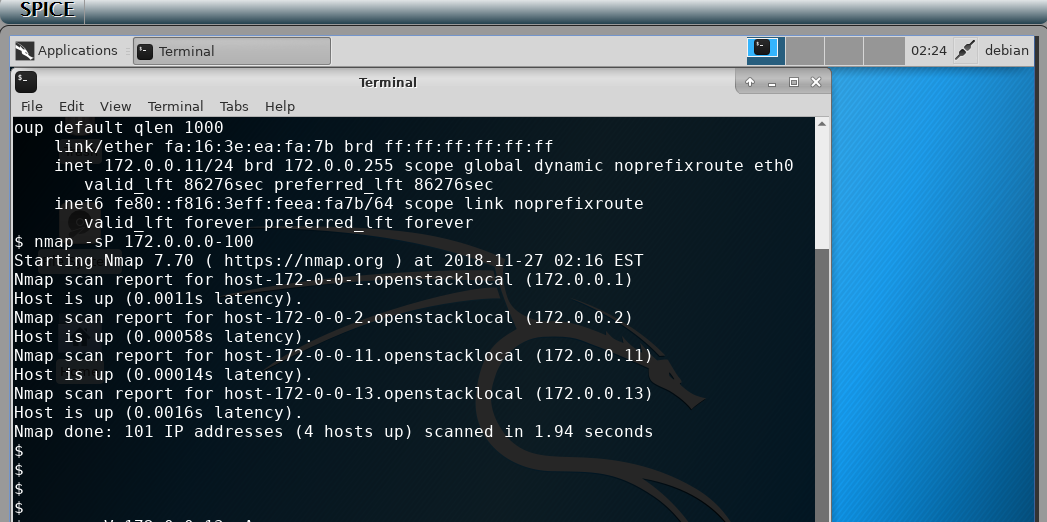 SPICE
Applications
Terminal
02:24
debian
Terminal
File Edit View Terminal Tabs Help
oup default qlen 1000
link/ether fa:16:3e:ea:fa:7b brd ff:ff:ff:ff:ff:ff
inet 172.0.0.11/24 brd 172.0.0.255 scope global dynamic noprefixroute eth0
valid_lft 86276sec preferred_lft 86276sec
inet6 fe80::f816:3eff:feea:fa7b/64 scope link noprefixroute
valid_lft forever preferred_lft forever
$ nmap -sP 172.0.0.0-100
Starting Nmap 7.70 ( https://nmap.org ) at 2018-11-27 02:16 EST
Nmap scan report for host-172-0-0-1.openstacklocal (172.0.0.1)
Host is up (0.0011s latency).
Nmap scan report for host-172-0-0-2.openstacklocal (172.0.0.2)
Host is up (0.00058s latency).
Nmap scan report for host-172-0-0-11.openstacklocal (172.0.0.11)
Host is up (0.00014s latency).
Nmap scan report for host-172-0-0-13.openstacklocal (172.0.0.13)
Host is up (0.0016s latency).
Nmap done: 101 IP addresses (4 hosts up) scanned in 1.94 seconds
$
$
$
$